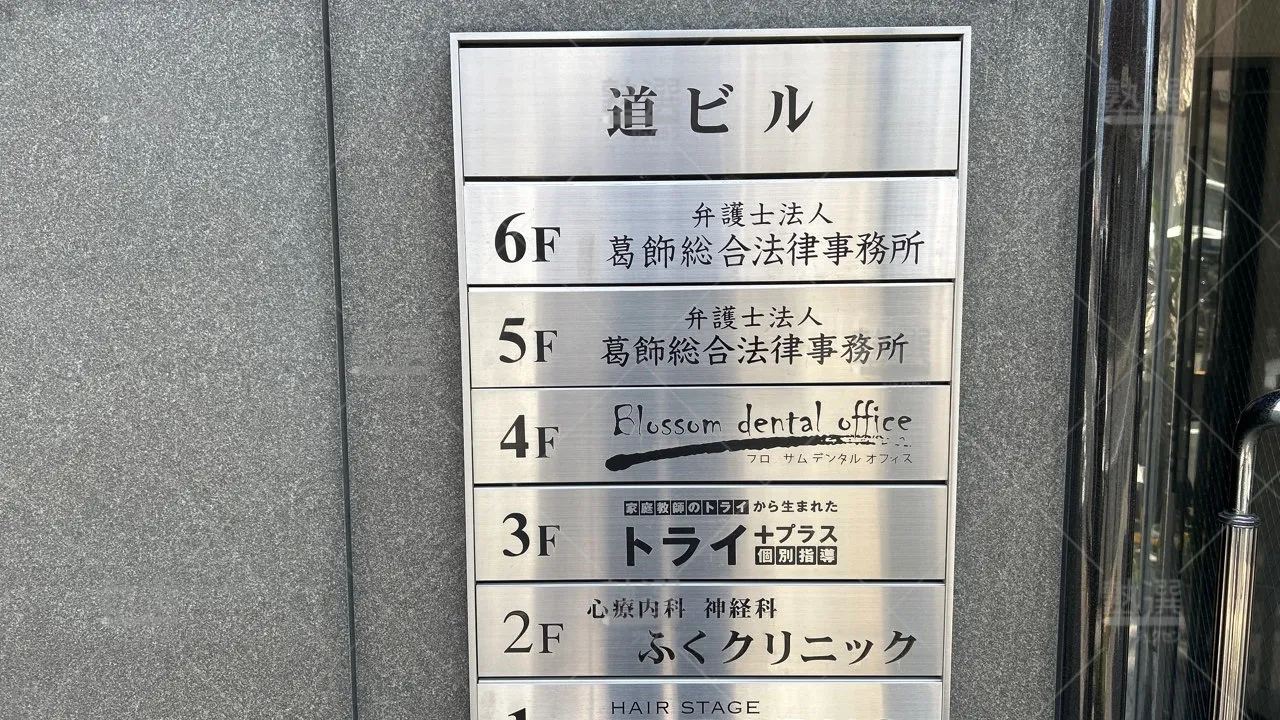 道ビル
6F
弁護士法人
葛飾総合法律事務所
5F
弁護士法人
葛飾総合法律事務所
4F
Blossom dental office
フロ サム デンタル オフィス
3F
家庭教師のトライから生まれた
トライ+プラス
個別指導
2F
心療内科 神経科
ふくクリニック
HAIR STAGE